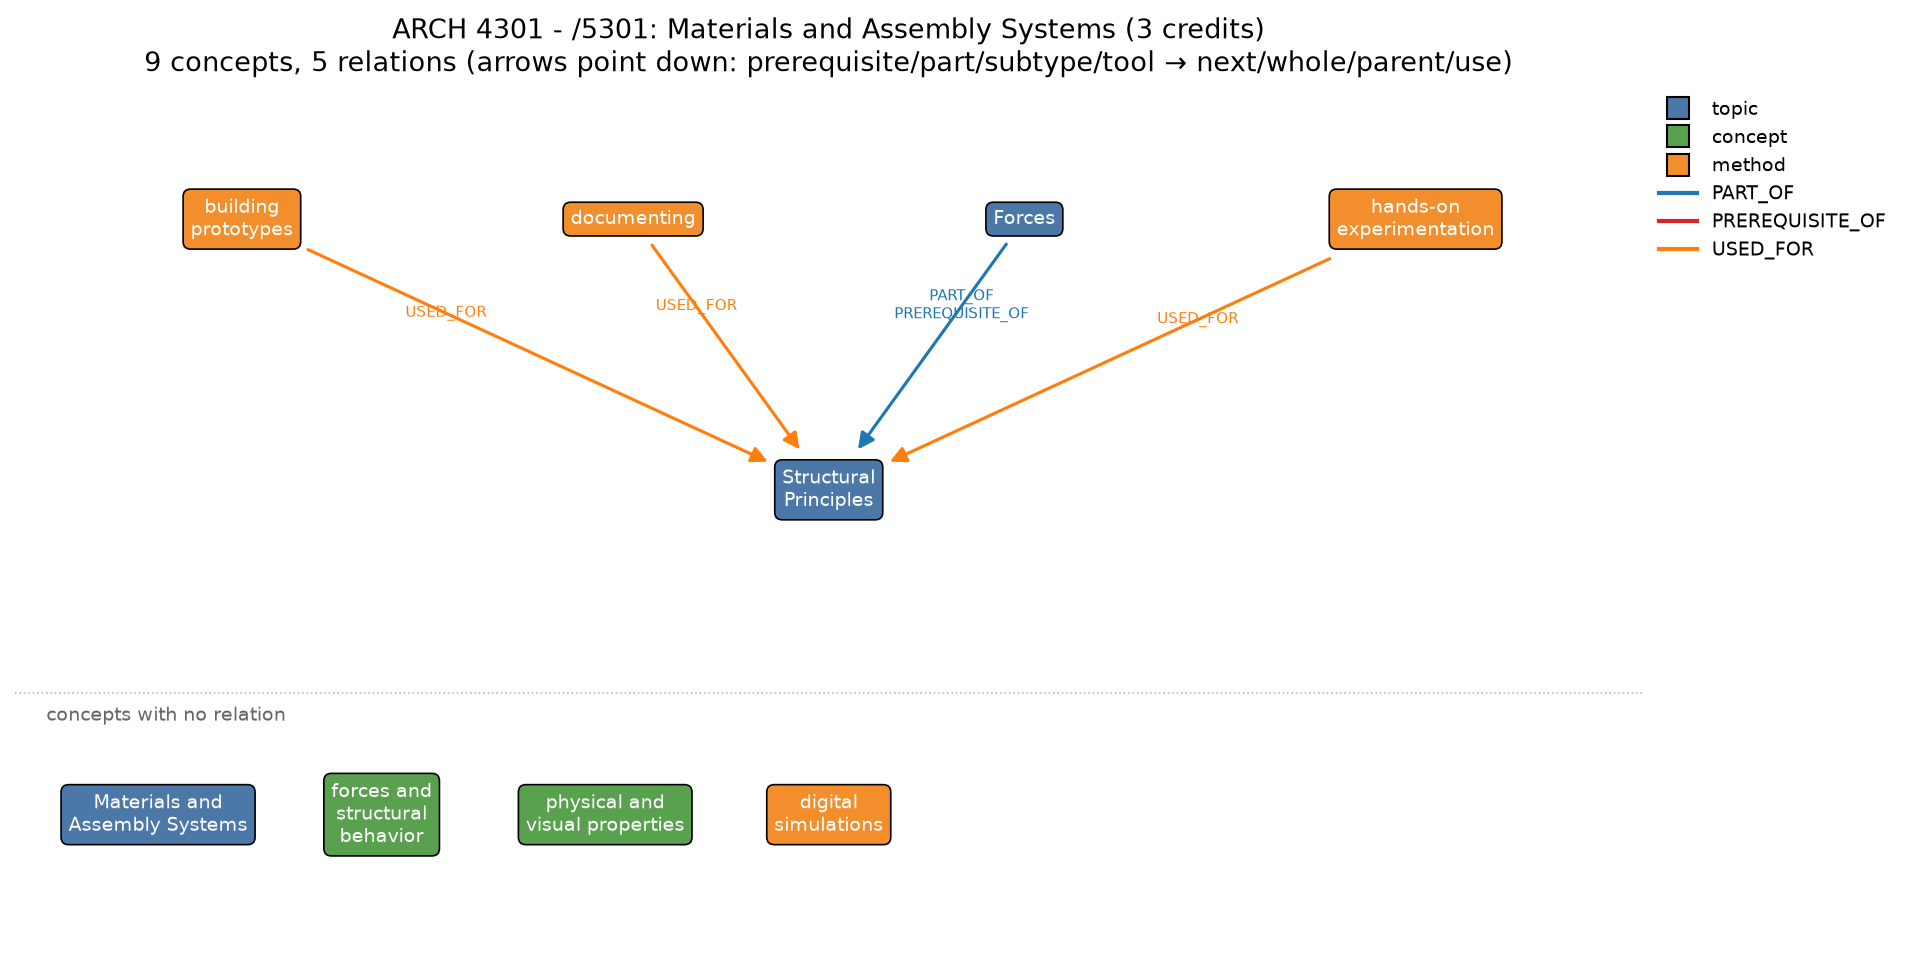 ARCH 4301 - /5301: Materials and Assembly Systems (3 credits)
9 concepts, 5 relations (arrows point down: prerequisite/part/subtype/tool → next/whole/parent/use)
topic
concept
method
PART_OF
PREREQUISITE_OF
USED_FOR
building
prototypes
documenting
Forces
hands-on
experimentation
USED_FOR
USED_FOR
PART_OF
PREREQUISITE_OF
USED_FOR
Structural
Principles
concepts with no relation
Materials and
Assembly Systems
forces and
structural
behavior
physical and
visual properties
digital
simulations